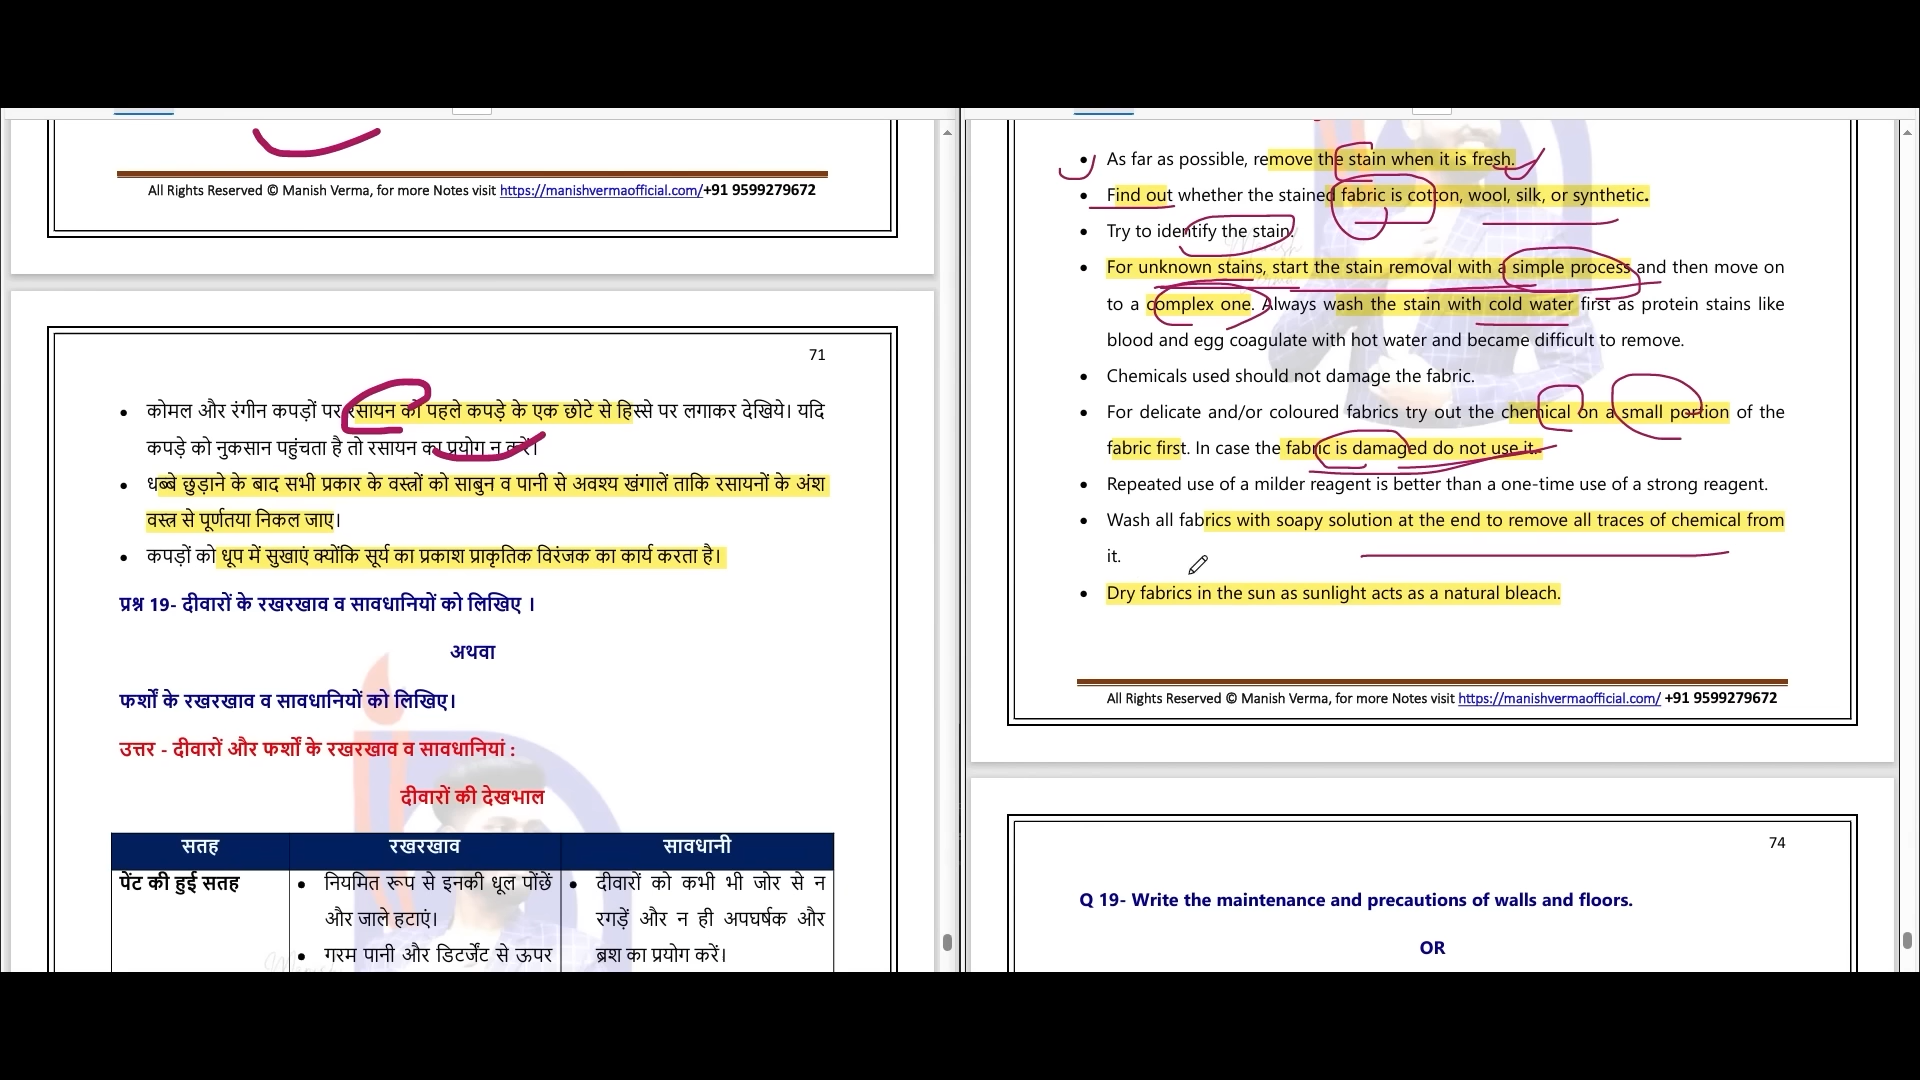 All Rights Reserved © Manish Verma, for more Notes visit https://manishvermaofficial.com/+91 9599279672
71
• कोमल और रंगीन कपड़ों पर रसायन को पहले कपड़े के एक छोटे से हिस्से पर लगाकर देखिये। यदि
कपड़े को नुकसान पहुंचता है तो रसायन का प्रयोग न करें।
• धब्बे छुड़ाने के बाद सभी प्रकार के वस्त्रों को साबुन व पानी से अवश्य खंगालें ताकि रसायनों के अंश
वस्त्र से पूर्णतया निकल जाए।
• कपड़ों को धूप में सुखाएं क्योंकि सूर्य का प्रकाश प्राकृतिक विरंजक का कार्य करता है।
प्रश्न 19- दीवारों के रखरखाव व सावधानियों को लिखिए ।
अथवा
फर्शों के रखरखाव व सावधानियों को लिखिए।
उत्तर - दीवारों और फर्शों के रखरखाव व सावधानियां :
दीवारों की देखभाल
सतह रखरखाव सावधानी
पेंट की हुई सतह • नियमित रूप से इनकी धूल पोंछें • दीवारों को कभी भी जोर से न
और जाले हटाएं। रगड़ें और न ही अपघर्षक और
• गरम पानी और डिटर्जेंट से ऊपर ब्रश का प्रयोग करें।
• As far as possible, remove the stain when it is fresh.
• Find out whether the stained fabric is cotton, wool, silk, or synthetic.
• Try to identify the stain.
• For unknown stains, start the stain removal with a simple process and then move on
to a complex one. Always wash the stain with cold water first as protein stains like
blood and egg coagulate with hot water and became difficult to remove.
• Chemicals used should not damage the fabric.
• For delicate and/or coloured fabrics try out the chemical on a small portion of the
fabric first. In case the fabric is damaged do not use it.
• Repeated use of a milder reagent is better than a one-time use of a strong reagent.
• Wash all fabrics with soapy solution at the end to remove all traces of chemical from
it.
• Dry fabrics in the sun as sunlight acts as a natural bleach.
All Rights Reserved © Manish Verma, for more Notes visit https://manishvermaofficial.com/ +91 9599279672
74
Q 19- Write the maintenance and precautions of walls and floors.
OR